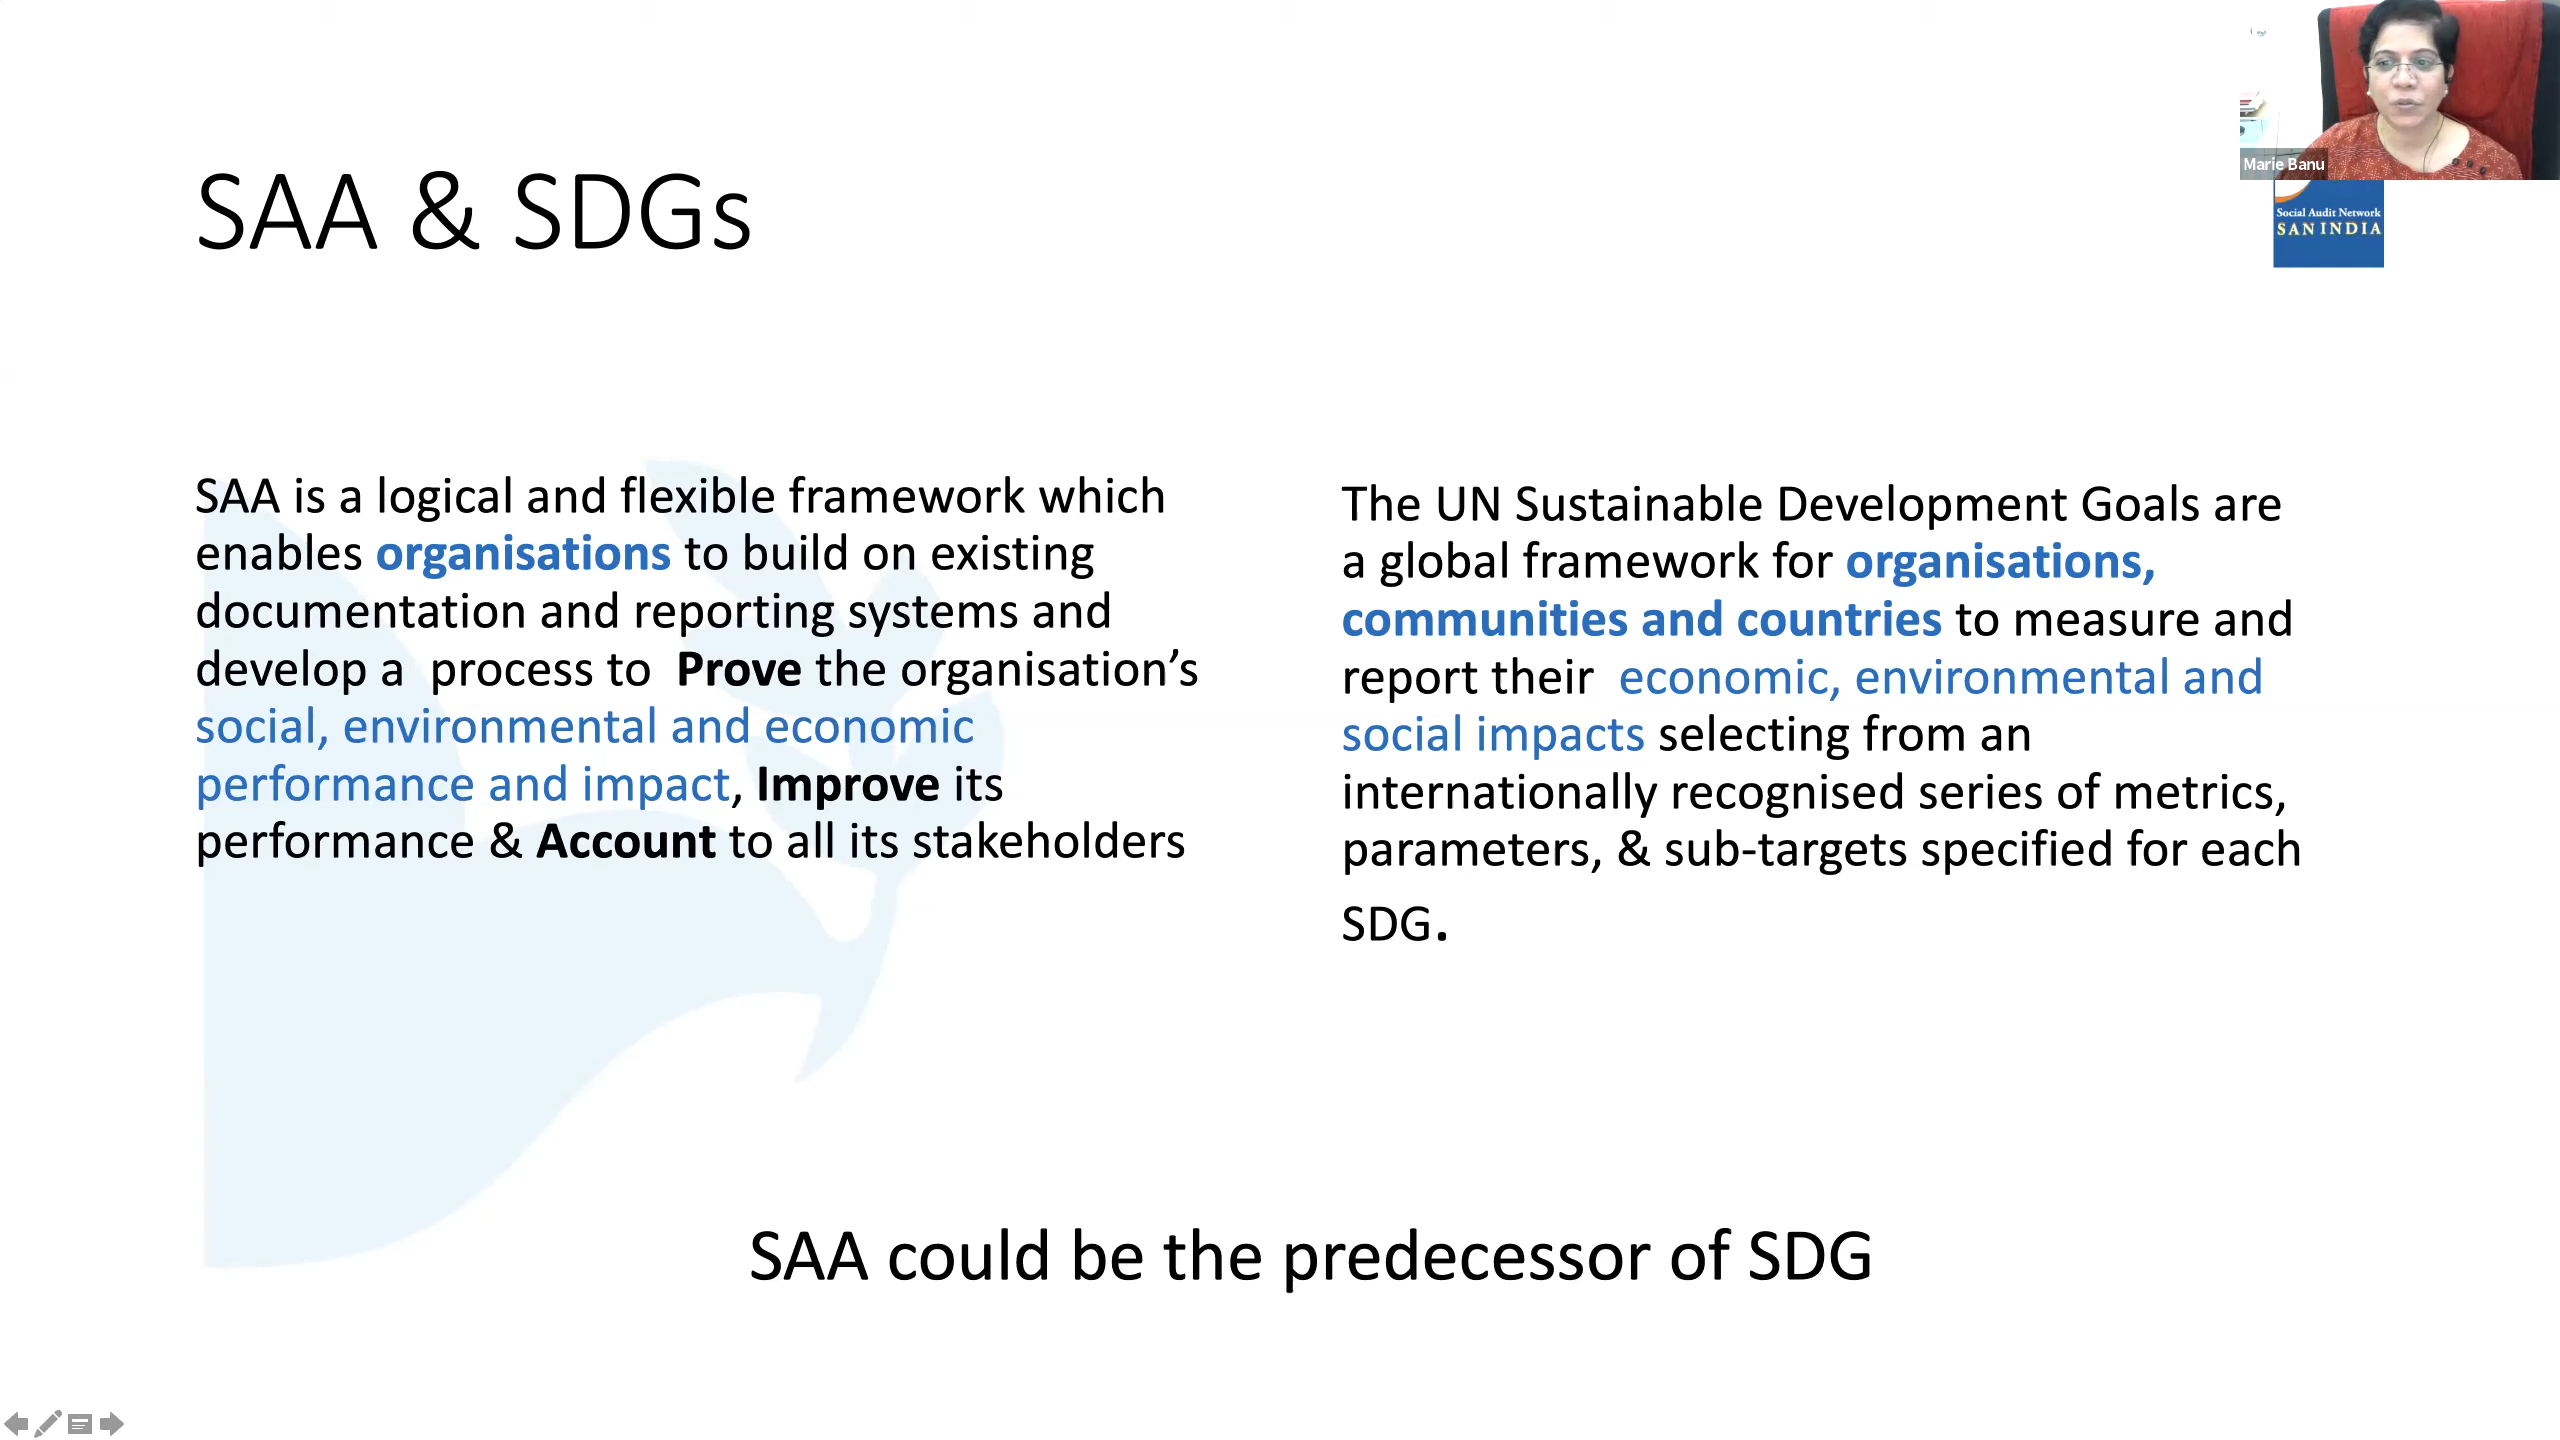 Marie Banu
Social Audit Network
SAN INDIA
SAA & SDGs
SAA is a logical and flexible framework which
enables organisations to build on existing
documentation and reporting systems and
develop a  process to  Prove the organisation’s
social, environmental and economic
performance and impact, Improve its
performance & Account to all its stakeholders
The UN Sustainable Development Goals are
a global framework for organisations,
communities and countries to measure and
report their  economic, environmental and
social impacts selecting from an
internationally recognised series of metrics,
parameters, & sub-targets specified for each
SDG.
SAA could be the predecessor of SDG